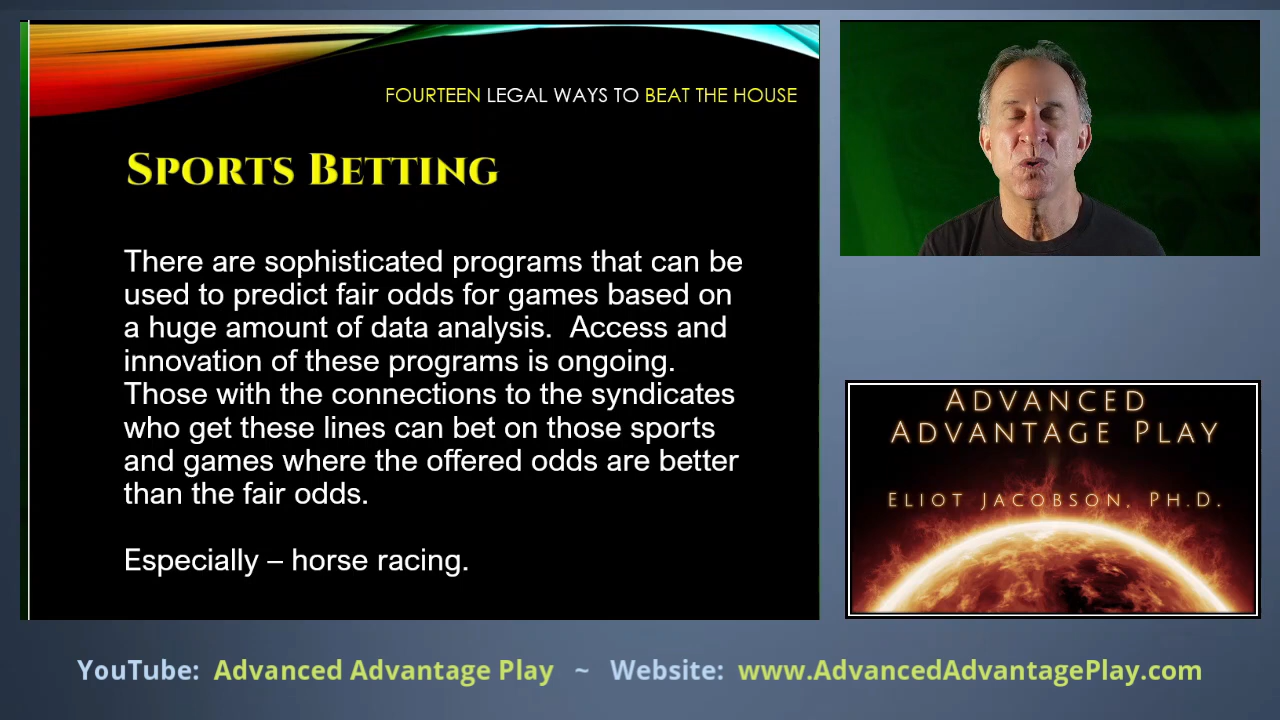 FOURTEEN LEGAL WAYS TO BEAT THE HOUSE
SPORTS BETTING
There are sophisticated programs that can be
used to predict fair odds for games based on
a huge amount of data analysis.  Access and
innovation of these programs is ongoing.
Those with the connections to the syndicates
who get these lines can bet on those sports
and games where the offered odds are better
than the fair odds.
Especially – horse racing.
ADVANCED
ADVANTAGE PLAY
ELIOT JACOBSON, PH.D.
YouTube: Advanced Advantage Play ~ Website: www.AdvancedAdvantagePlay.com